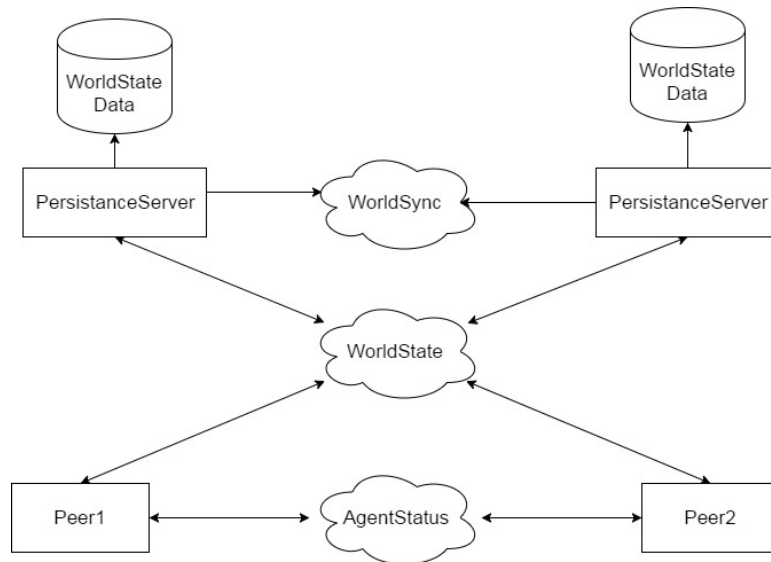 WorldState
Data
WorldState
Data
PersistanceServer
WorldSync
PersistanceServer
WorldState
Peer1
AgentStatus
Peer2